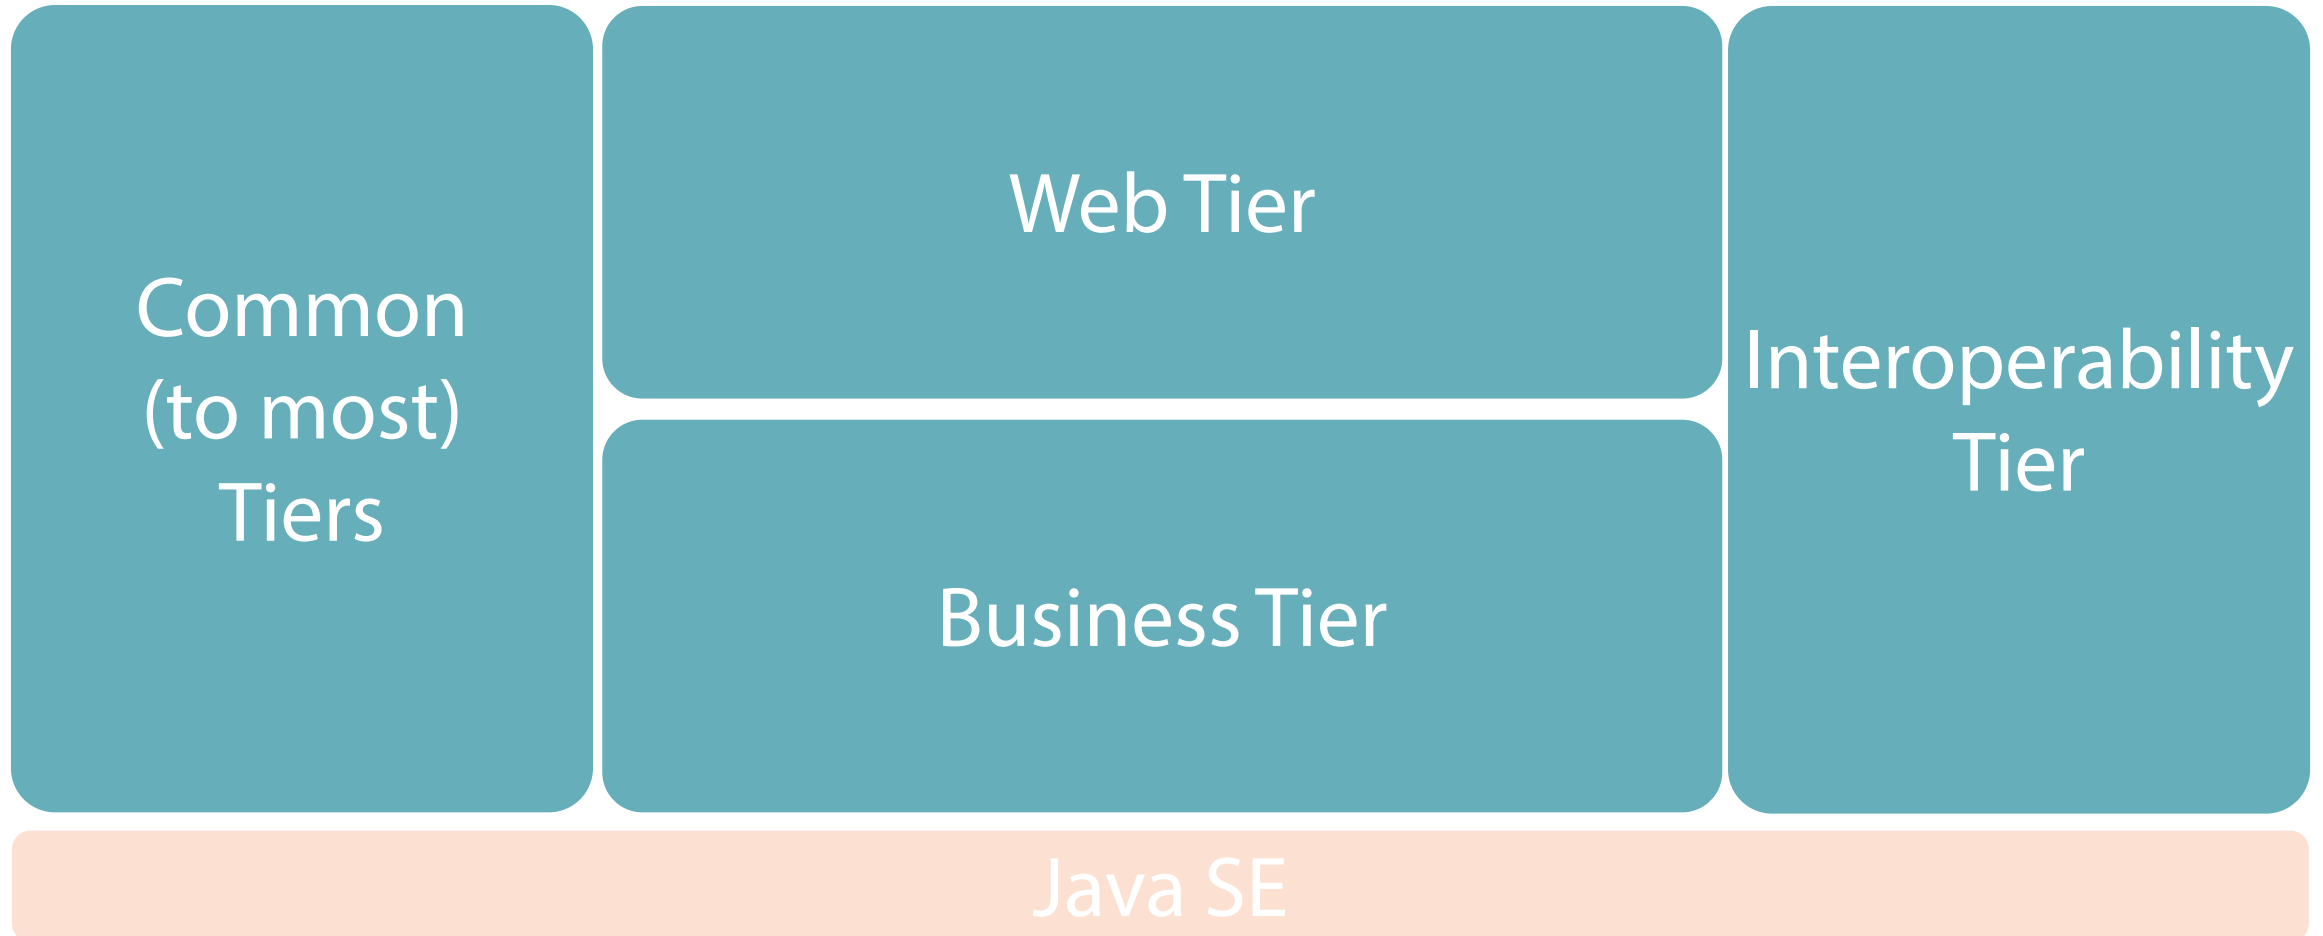 Common
(to most)
Tiers
Web Tier
Business Tier
Interoperability
Tier
Java SE